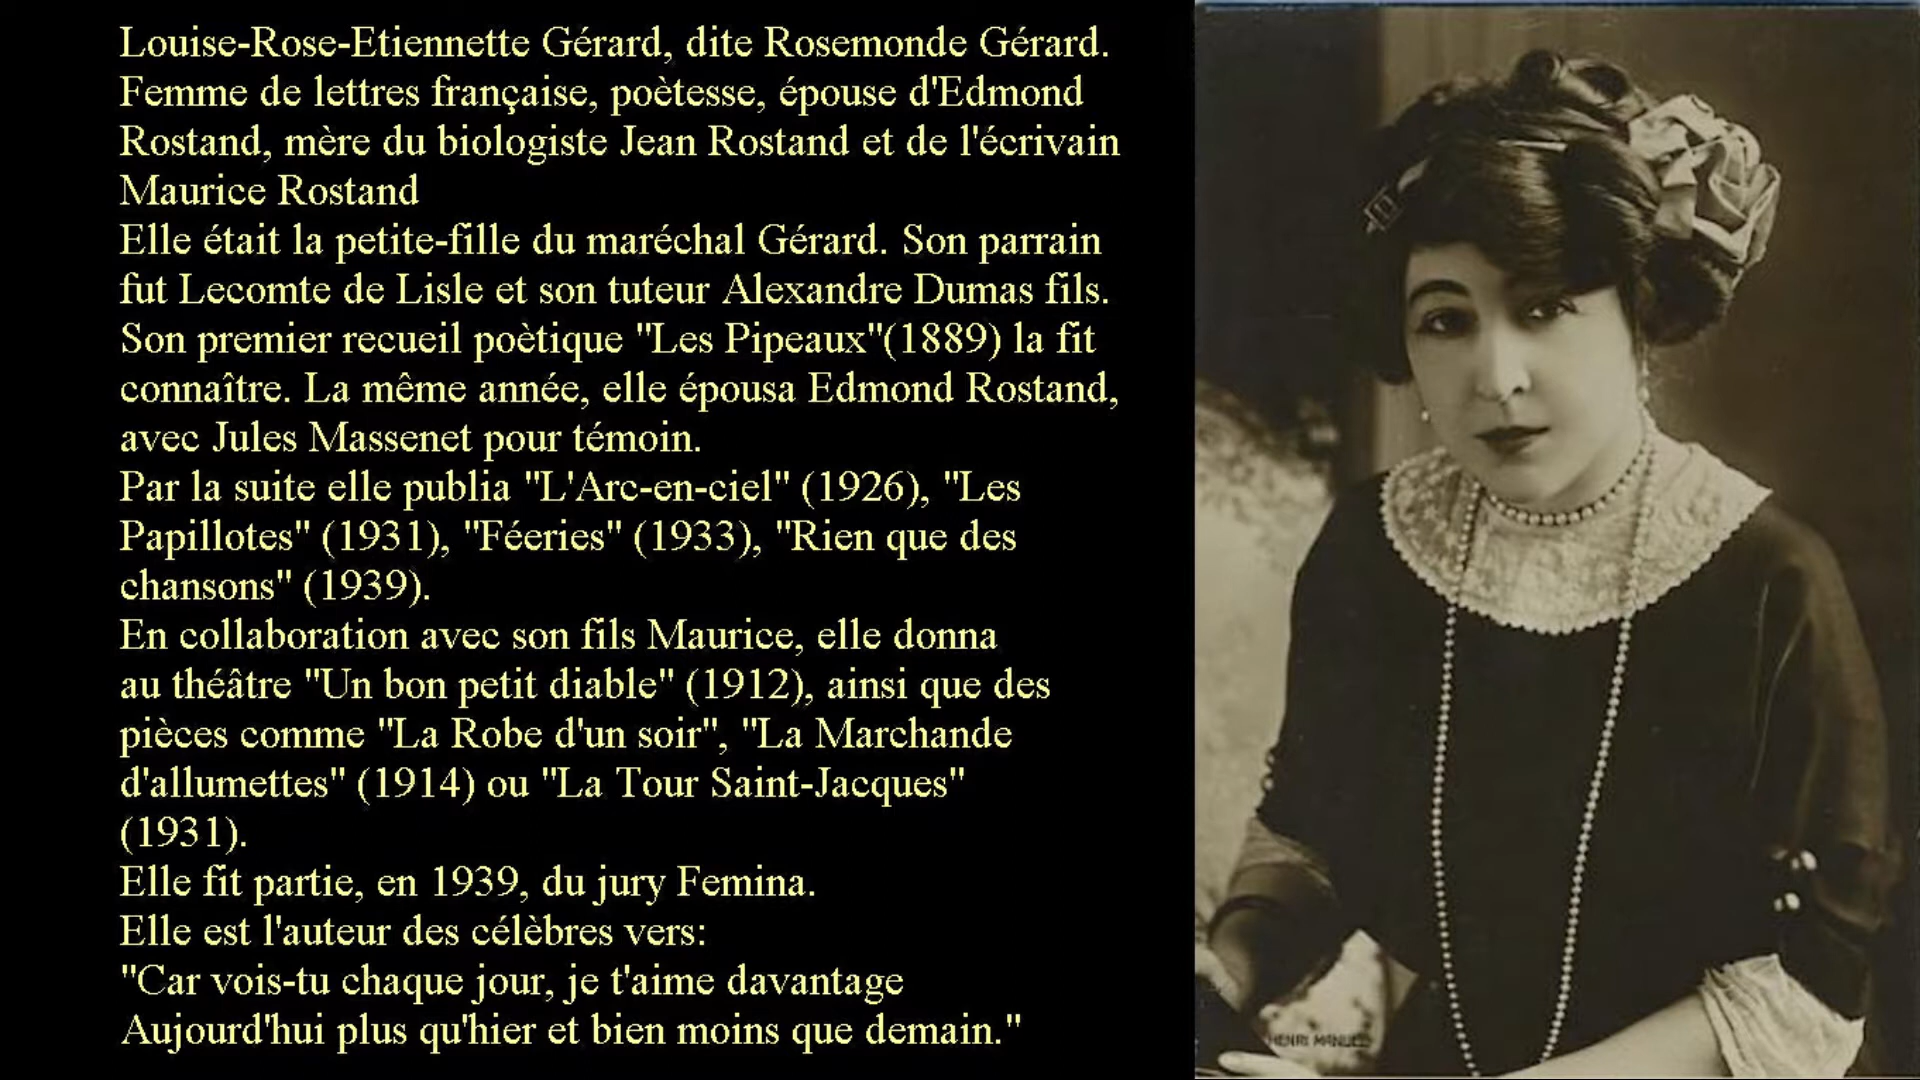 Louise-Rose-Etiennette Gérard, dite Rosemonde Gérard.
Femme de lettres française, poètesse, épouse d'Edmond
Rostand, mère du biologiste Jean Rostand et de l'écrivain
Maurice Rostand
Elle était la petite-fille du maréchal Gérard. Son parrain
fut Lecomte de Lisle et son tuteur Alexandre Dumas fils.
Son premier recueil poètique "Les Pipeaux"(1889) la fit
connaître. La même année, elle épousa Edmond Rostand,
avec Jules Massenet pour témoin.
Par la suite elle publia "L'Arc-en-ciel" (1926), "Les
Papillotes" (1931), "Féeries" (1933), "Rien que des
chansons" (1939).
En collaboration avec son fils Maurice, elle donna
au théâtre "Un bon petit diable" (1912), ainsi que des
pièces comme "La Robe d'un soir", "La Marchande
d'allumettes" (1914) ou "La Tour Saint-Jacques"
(1931).
Elle fit partie, en 1939, du jury Femina.
Elle est l'auteur des célèbres vers:
"Car vois-tu chaque jour, je t'aime davantage
Aujourd'hui plus qu'hier et bien moins que demain."
HENRI MANUEL